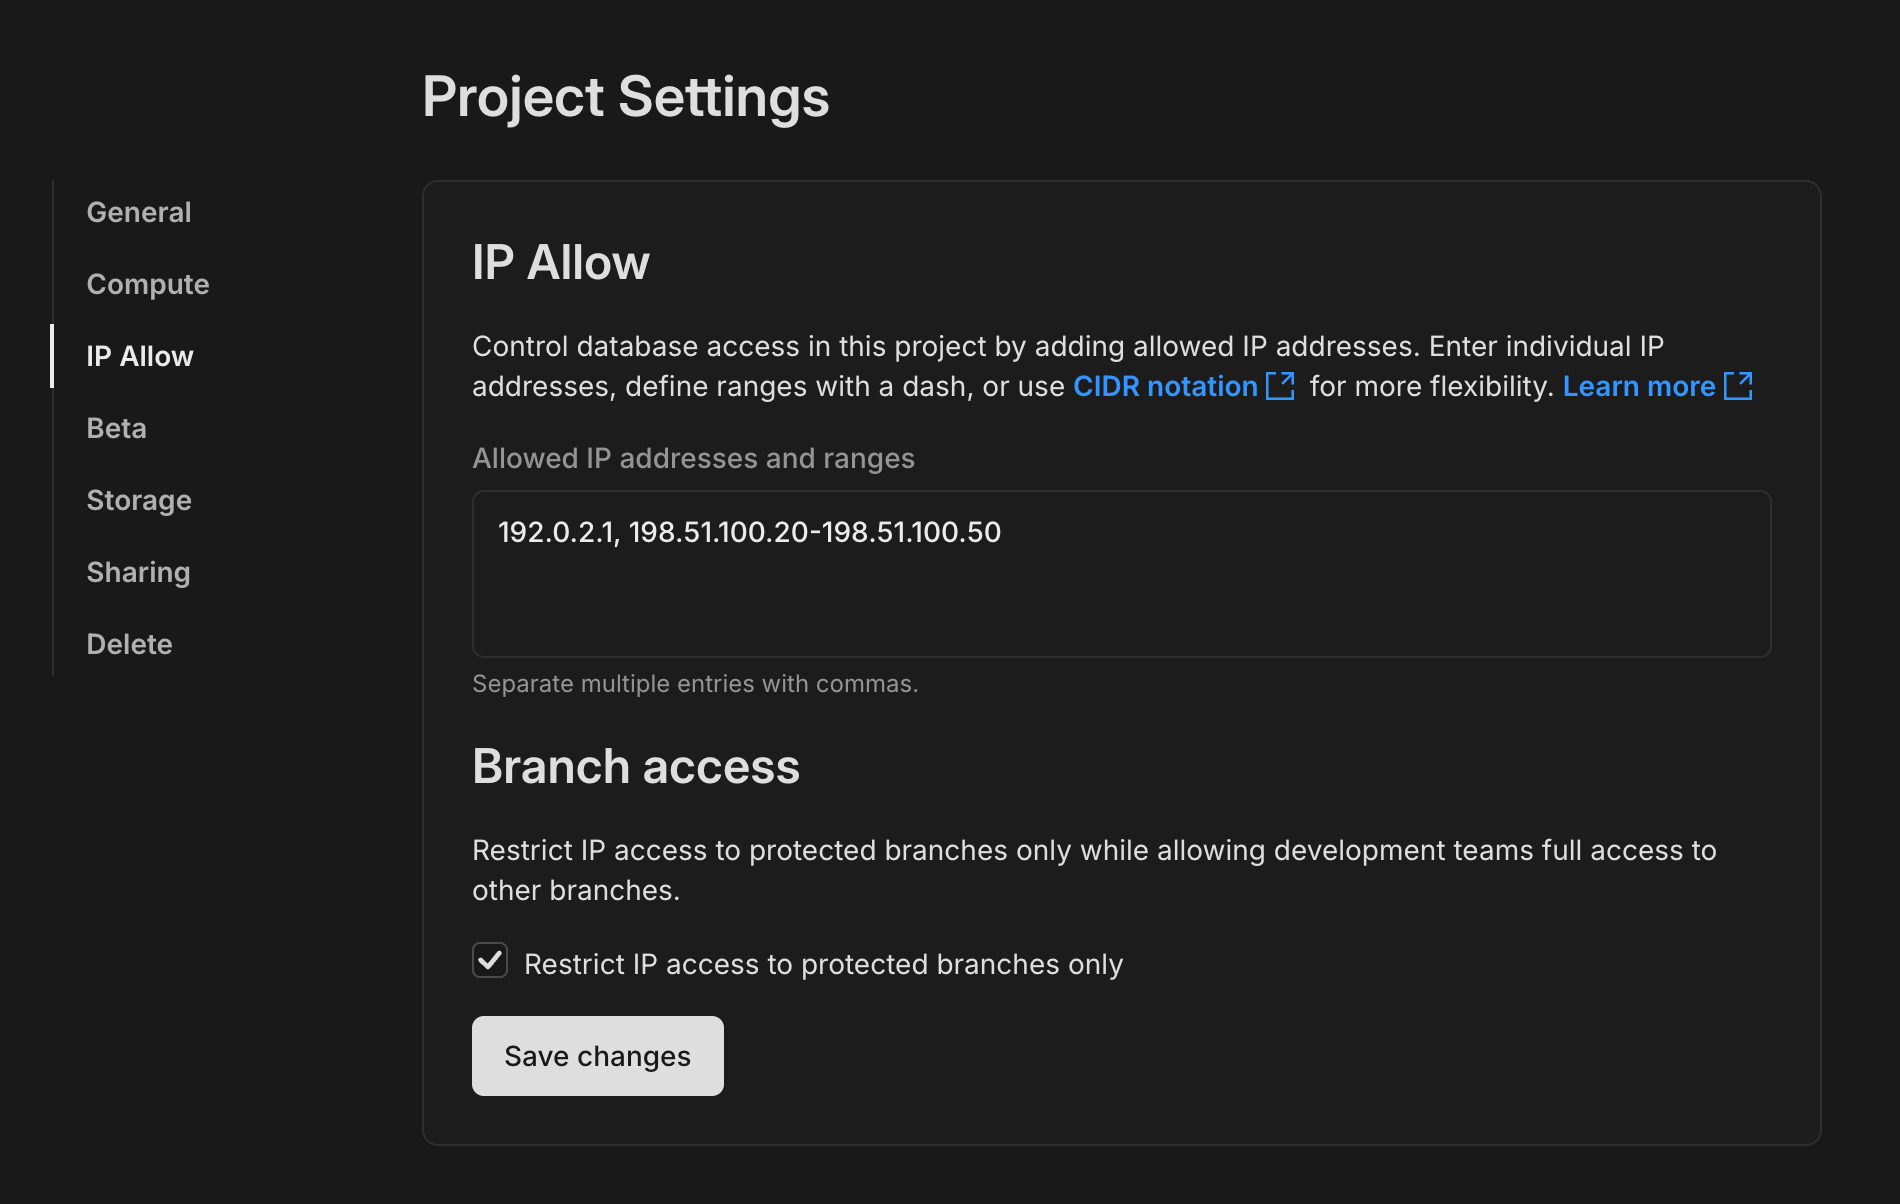 Project Settings
General
Compute
IP Allow
Beta
Storage
Sharing
Delete
IP Allow
Control database access in this project by adding allowed IP addresses. Enter individual IP
addresses, define ranges with a dash, or use CIDR notation for more flexibility. Learn more
Allowed IP addresses and ranges
192.0.2.1, 198.51.100.20-198.51.100.50
Separate multiple entries with commas.
Branch access
Restrict IP access to protected branches only while allowing development teams full access to
other branches.
Restrict IP access to protected branches only
Save changes